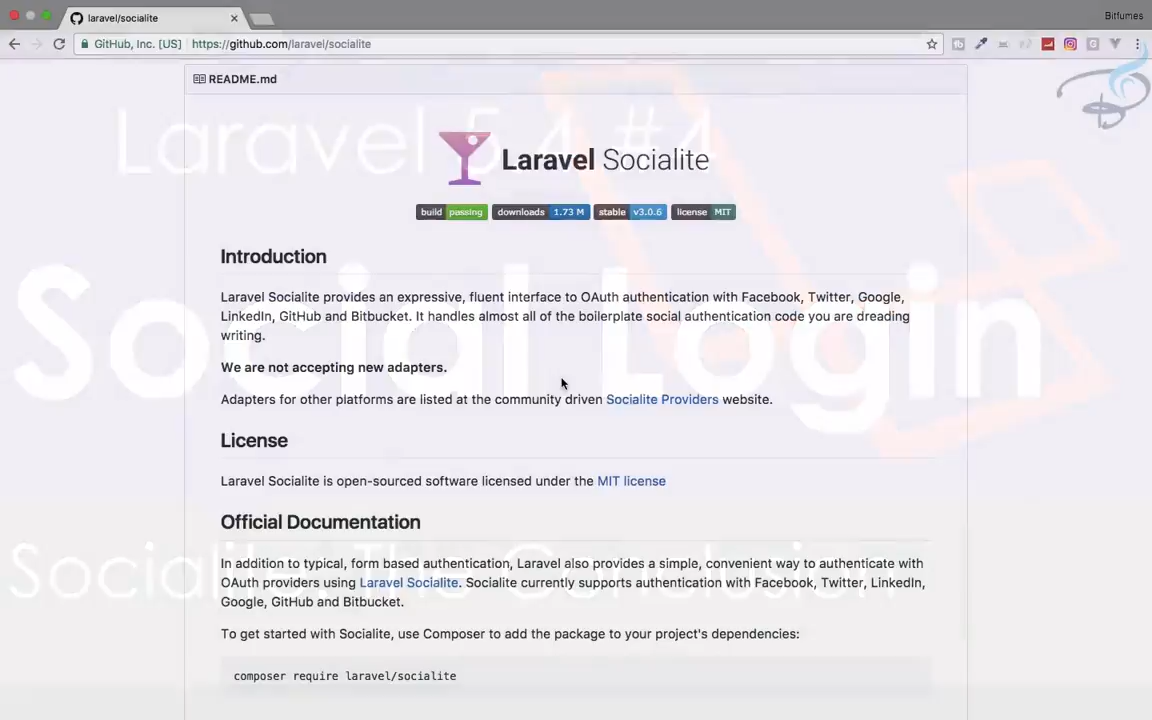 laravel/socialite
Bitfumes
GitHub, Inc. [US]
https://github.com/laravel/socialite
README.md
Laravel 5.4 #4
Laravel Socialite
build passing downloads 1.73 M stable v3.0.6 license MIT
Introduction
Laravel Socialite provides an expressive, fluent interface to OAuth authentication with Facebook, Twitter, Google,
LinkedIn, GitHub and Bitbucket. It handles almost all of the boilerplate social authentication code you are dreading
writing.
Social Login
We are not accepting new adapters.
Adapters for other platforms are listed at the community driven Socialite Providers website.
License
Laravel Socialite is open-sourced software licensed under the MIT license
Official Documentation
In addition to typical, form based authentication, Laravel also provides a simple, convenient way to authenticate with
OAuth providers using Laravel Socialite. Socialite currently supports authentication with Facebook, Twitter, LinkedIn,
Google, GitHub and Bitbucket.
Socialite: The Conclusion
To get started with Socialite, use Composer to add the package to your project's dependencies:
composer require laravel/socialite